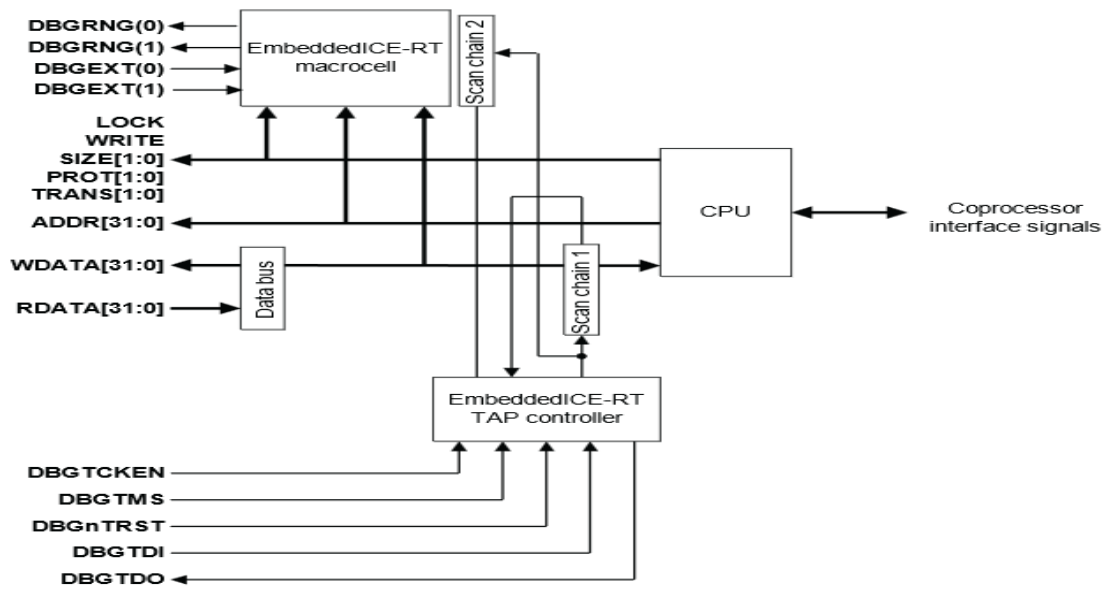 DBGRNG(0)
DBGRNG(1)
DBGEXT(0)
DBGEXT(1)
EmbeddedICE-RT
macrocell
Scan chain 2
LOCK
WRITE
SIZE[1:0]
PROT[1:0]
TRANS[1:0]
ADDR[31:0]
WDATA[31:0]
RDATA[31:0]
Data bus
Scan chain 1
CPU
Coprocessor
interface signals
EmbeddedICE-RT
TAP controller
DBGTCKEN
DBGTMS
DBGnTRST
DBGTDI
DBGTDO